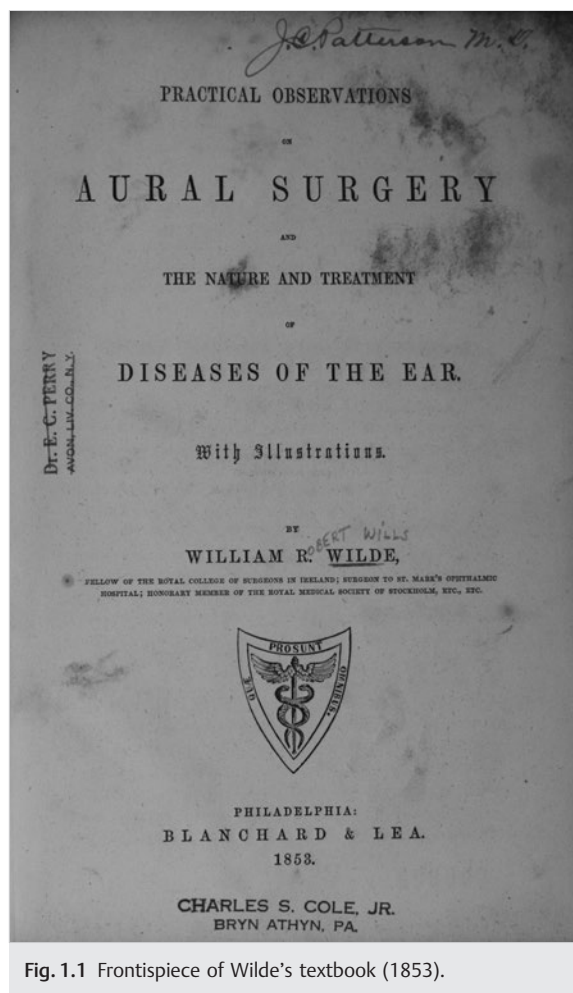 J.C. Patterson M.D.
PRACTICAL OBSERVATIONS
ON
AURAL SURGERY
AND
THE NATURE AND TREATMENT
OF
DISEASES OF THE EAR.
With Illustrations.
Dr. E. C. PERRY
AVON, LIV. CO., N. Y.
BY
OBERT WILLS
WILLIAM R. WILDE,
FELLOW OF THE ROYAL COLLEGE OF SURGEONS IN IRELAND; SURGEON TO ST. MARK'S OPHTHALMIC
HOSPITAL; HONORARY MEMBER OF THE ROYAL MEDICAL SOCIETY OF STOCKHOLM, ETC., ETC.
QUÆ PROSUNT OMNIBUS.
PHILADELPHIA:
BLANCHARD & LEA.
1853.
CHARLES S. COLE, JR.
BRYN ATHYN, PA.
Fig. 1.1 Frontispiece of Wilde's textbook (1853).